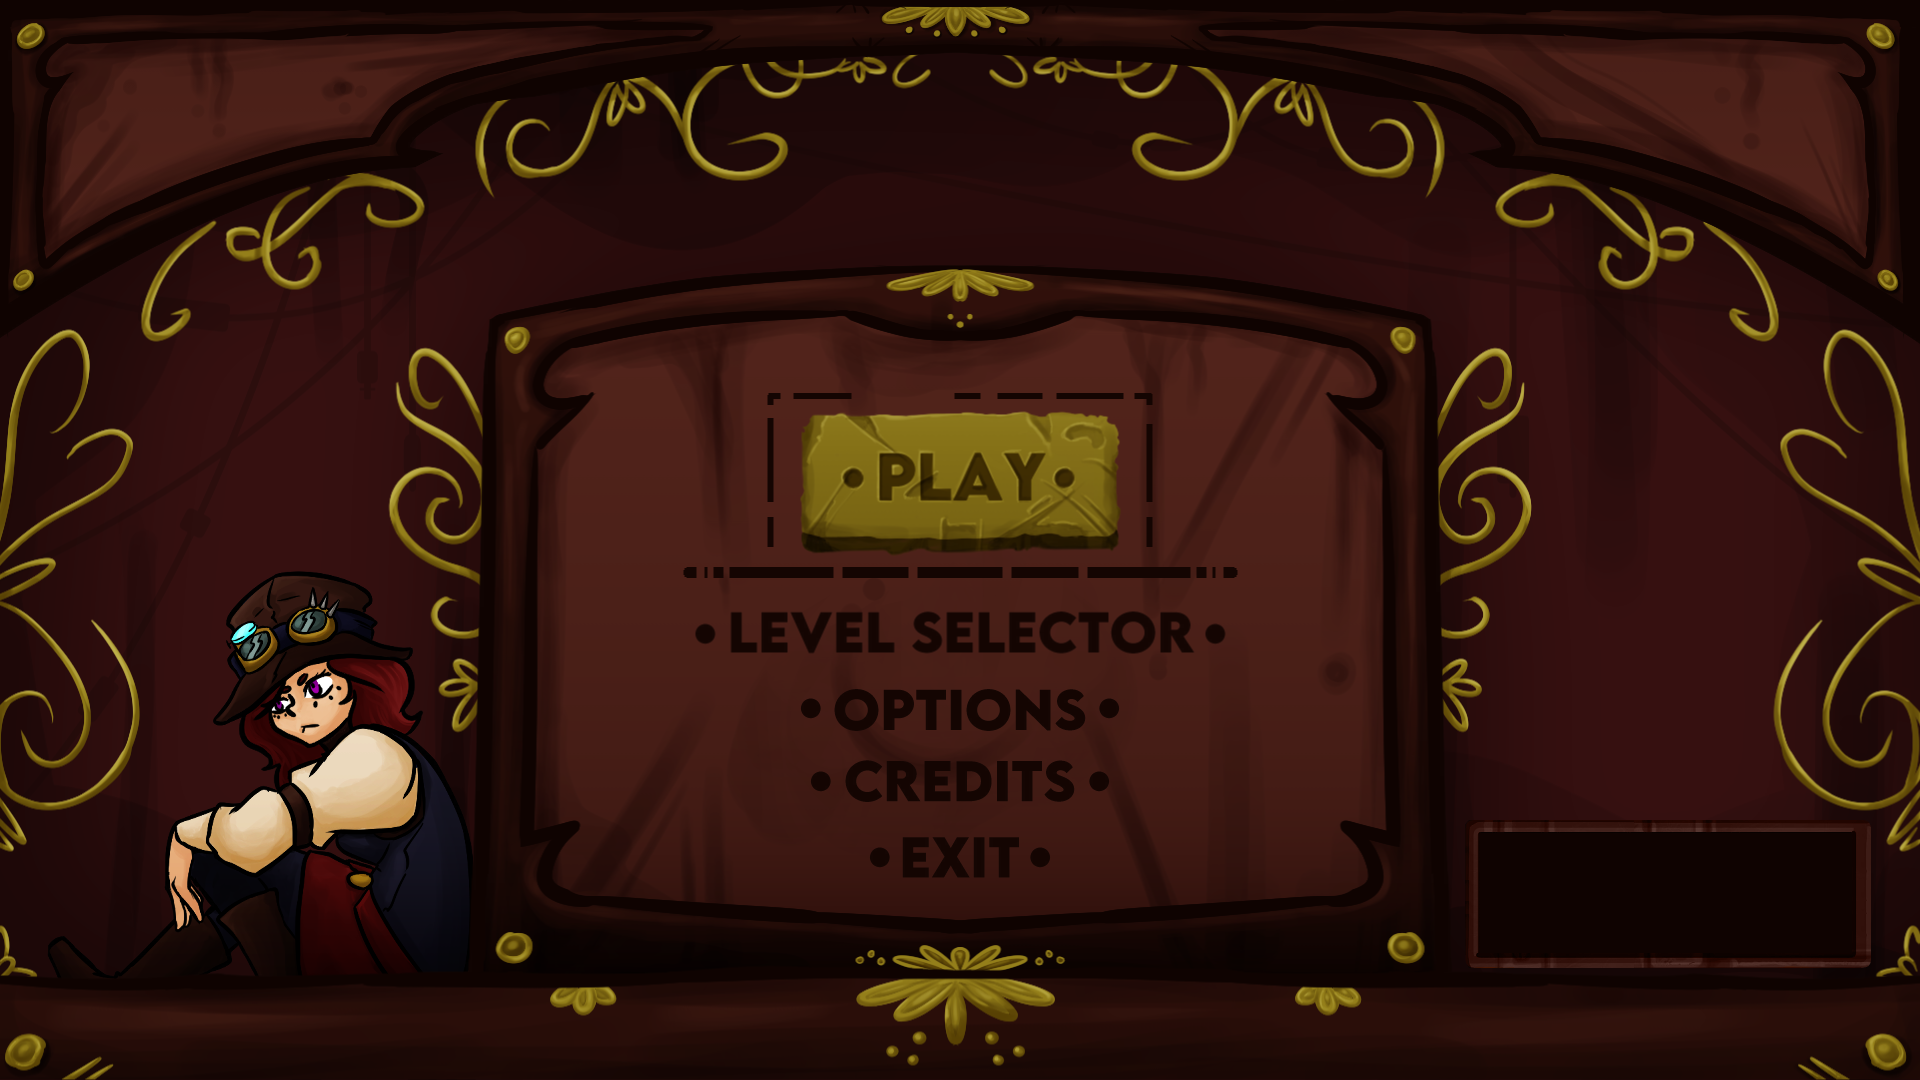 • PLAY •
• LEVEL SELECTOR •
• OPTIONS •
• CREDITS •
• EXIT •